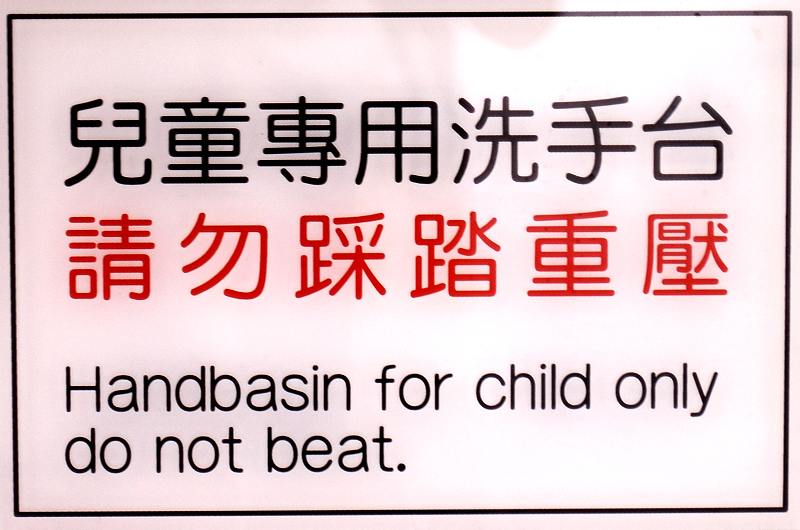 兒童專用洗手台
請勿踩踏重壓
Handbasin for child only
do not beat.